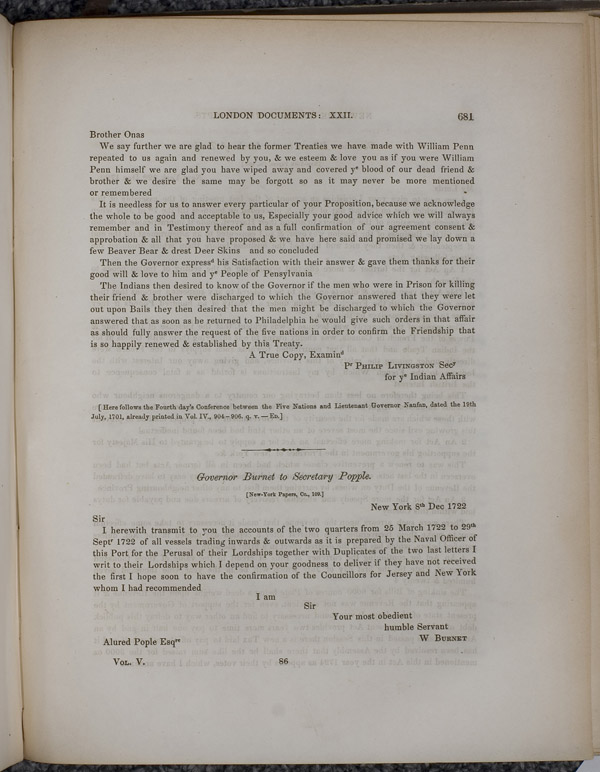 LONDON DOCUMENTS: XXII. 681
Brother Onas
We say further we are glad to hear the former Treaties we have made with William Penn
repeated to us again and renewed by you, & we esteem & love you as if you were William
Penn himself we are glad you have wiped away and covered yᵉ blood of our dead friend &
brother & we desire the same may be forgott so as it may never be more mentioned
or remembered
It is needless for us to answer every particular of your Proposition, because we acknowledge
the whole to be good and acceptable to us, Especially your good advice which we will always
remember and in Testimony thereof and as a full confirmation of our agreement consent &
approbation & all that you have proposed & we have here said and promised we lay down a
few Beaver Bear & drest Deer Skins and so concluded
Then the Governor expressᵈ his Satisfaction with their answer & gave them thanks for their
good will & love to him and yᵉ People of Pensylvania
The Indians then desired to know of the Governor if the men who were in Prison for killing
their friend & brother were discharged to which the Governor answered that they were let
out upon Bails they then desired that the men might be discharged to which the Governor
answered that as soon as he returned to Philadelphia he would give such orders in that affair
as should fully answer the request of the five nations in order to confirm the Friendship that
is so happily renewed & established by this Treaty.
A True Copy, Examinᵈ
Pʳ PHILIP LIVINGSTON Secʸ
for yᵉ Indian Affairs
[ Here follows the Fourth day's Conference between the Five Nations and Lieutenant Governor Nanfan, dated the 19th
July, 1701, already printed in Vol. IV., 904–906. q. v. — ED.]
Governor Burnet to Secretary Popple.
[New-York Papers, Co., 109.]
New York 8ᵗʰ Dec 1722
Sir
I herewith transmit to you the accounts of the two quarters from 25 March 1722 to 29ᵗʰ
Septʳ 1722 of all vessels trading inwards & outwards as it is prepared by the Naval Officer of
this Port for the Perusal of their Lordships together with Duplicates of the two last letters I
writ to their Lordships which I depend on your goodness to deliver if they have not received
the first I hope soon to have the confirmation of the Councillors for Jersey and New York
whom I had recommended
I am
Sir
Your most obedient
humble Servant
Alured Pople Esqʳᵉ W BURNET
VOL. V. 86